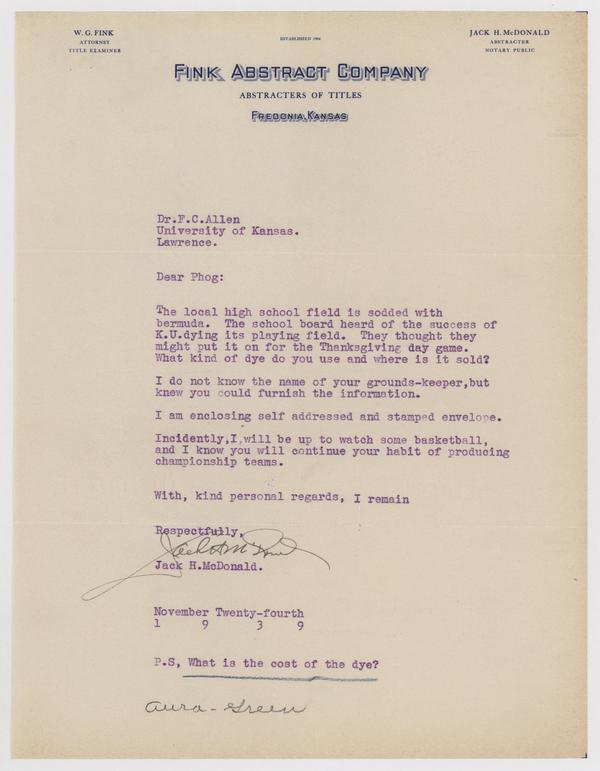 W. G. FINK
ATTORNEY
TITLE EXAMINER
ESTABLISHED 1904
JACK H. McDONALD
ABSTRACTER
NOTARY PUBLIC
FINK ABSTRACT COMPANY
ABSTRACTERS OF TITLES
FREDONIA, KANSAS
Dr.F.C.Allen
University of Kansas.
Lawrence.
Dear Phog:
The local high school field is sodded with
bermuda. The school board heard of the success of
K.U.dying its playing field. They thought they
might put it on for the Thanksgiving day game.
What kind of dye do you use and where is it sold?
I do not know the name of your grounds-keeper,but
knew you could furnish the information.
I am enclosing self addressed and stamped envelope.
Incidently,I,will be up to watch some basketball,
and I know you will continue your habit of producing
championship teams.
With, kind personal regards, I remain
Respectfully,
Jack H McDonald
Jack H.McDonald.
November Twenty-fourth
1 9 3 9
P.S, What is the cost of the dye?
Aura - Green